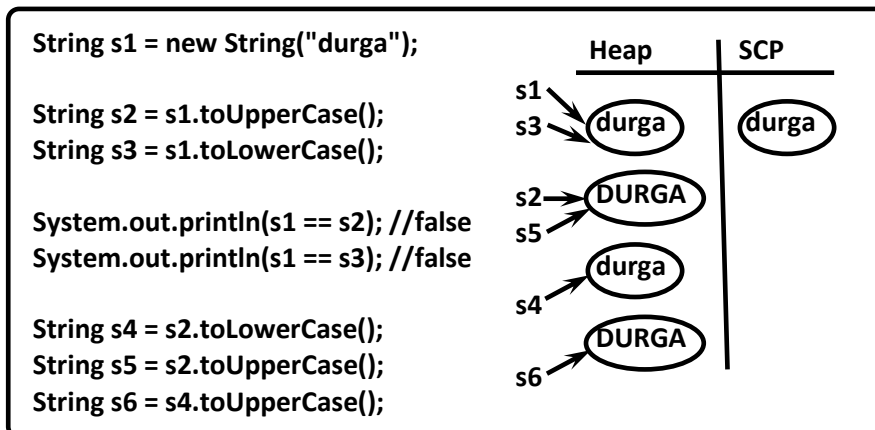 String s1 = new String("durga");
String s2 = s1.toUpperCase();
String s3 = s1.toLowerCase();
System.out.println(s1 == s2); //false
System.out.println(s1 == s3); //false
String s4 = s2.toLowerCase();
String s5 = s2.toUpperCase();
String s6 = s4.toUpperCase();
Heap SCP
s1
s3 durga durga
s2 DURGA
s5
durga
s4
DURGA
s6